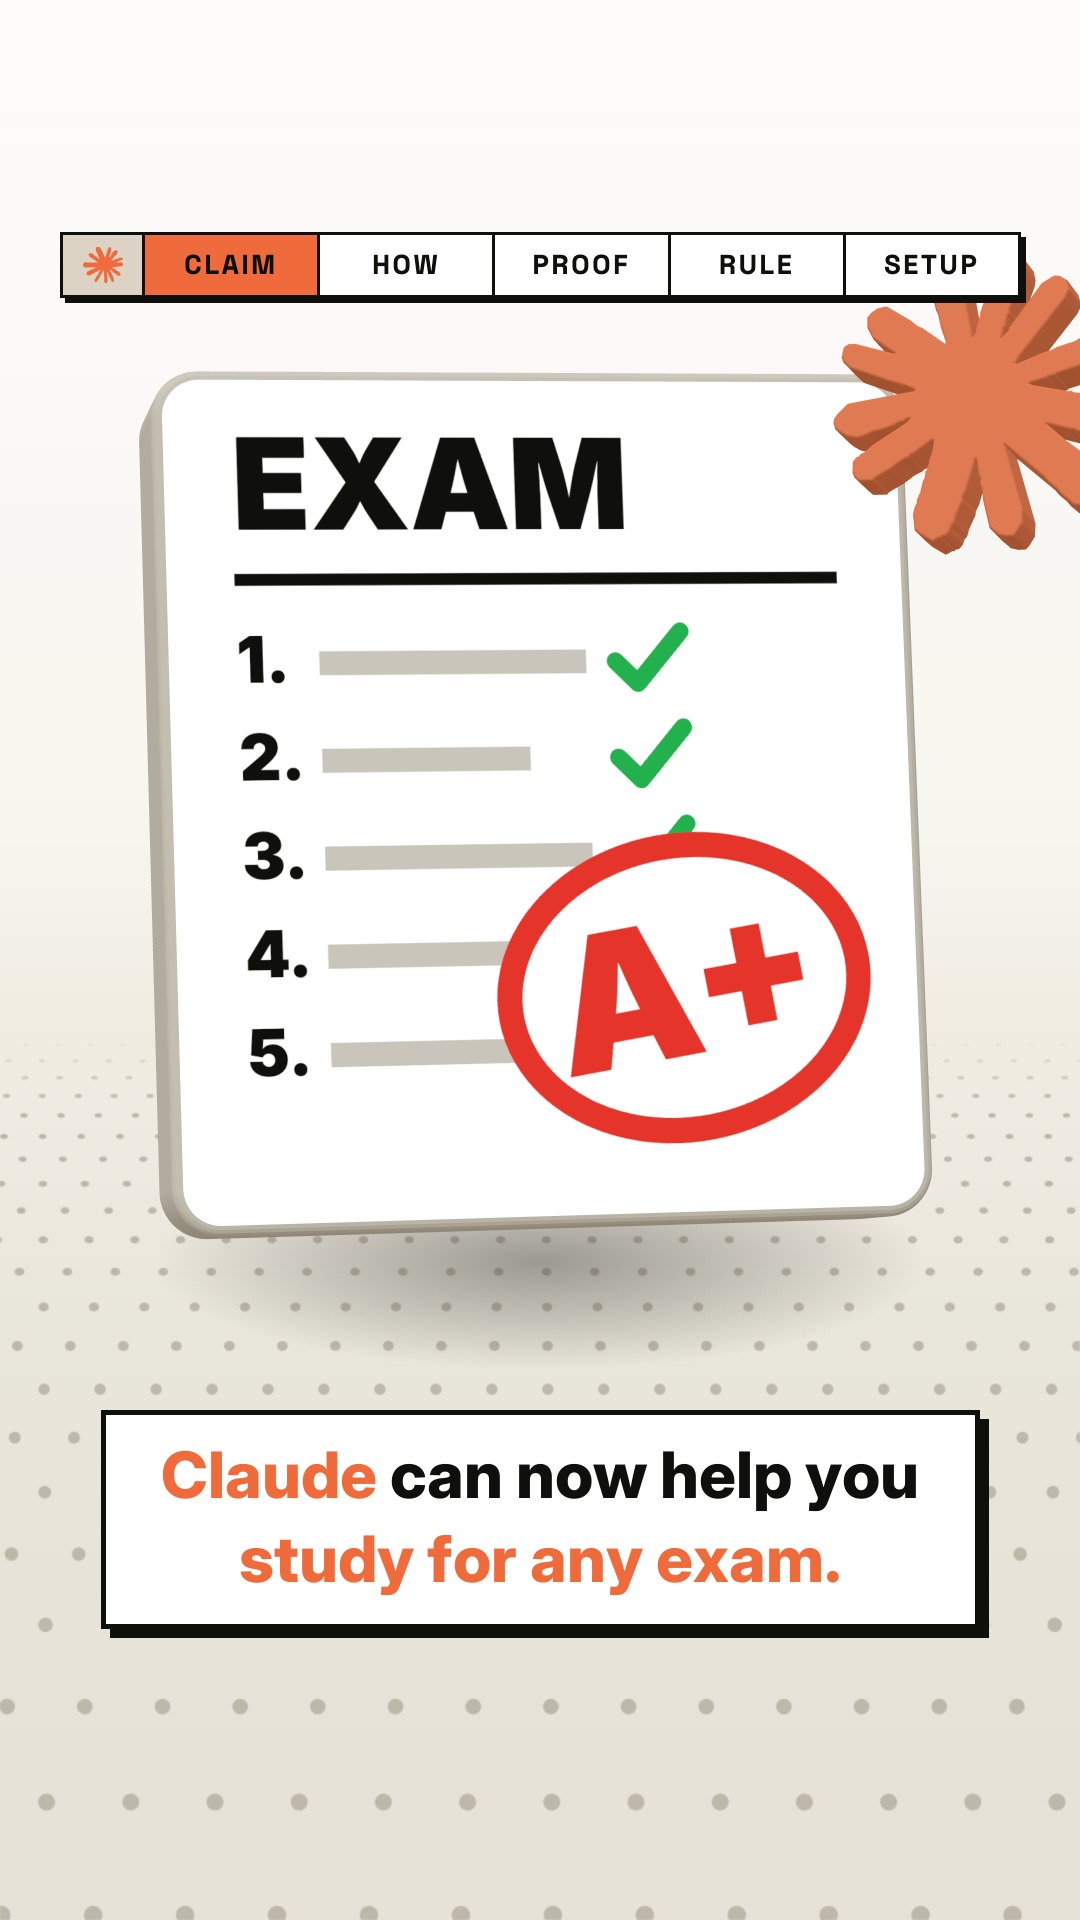 CLAIM HOW PROOF RULE SETUP
EXAM
1.
2.
3.
4.
5.
A+
Claude can now help you
study for any exam.